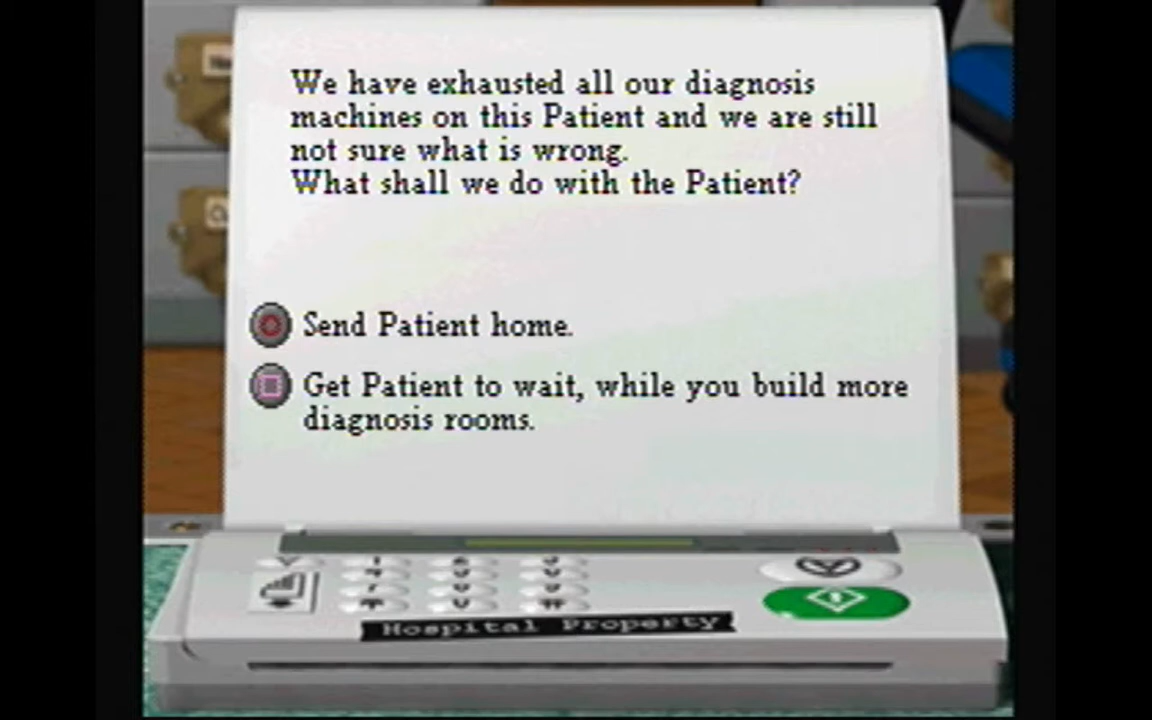 We have exhausted all our diagnosis
machines on this Patient and we are still
not sure what is wrong.
What shall we do with the Patient?
Send Patient home.
Get Patient to wait, while you build more
diagnosis rooms.
Hospital Property